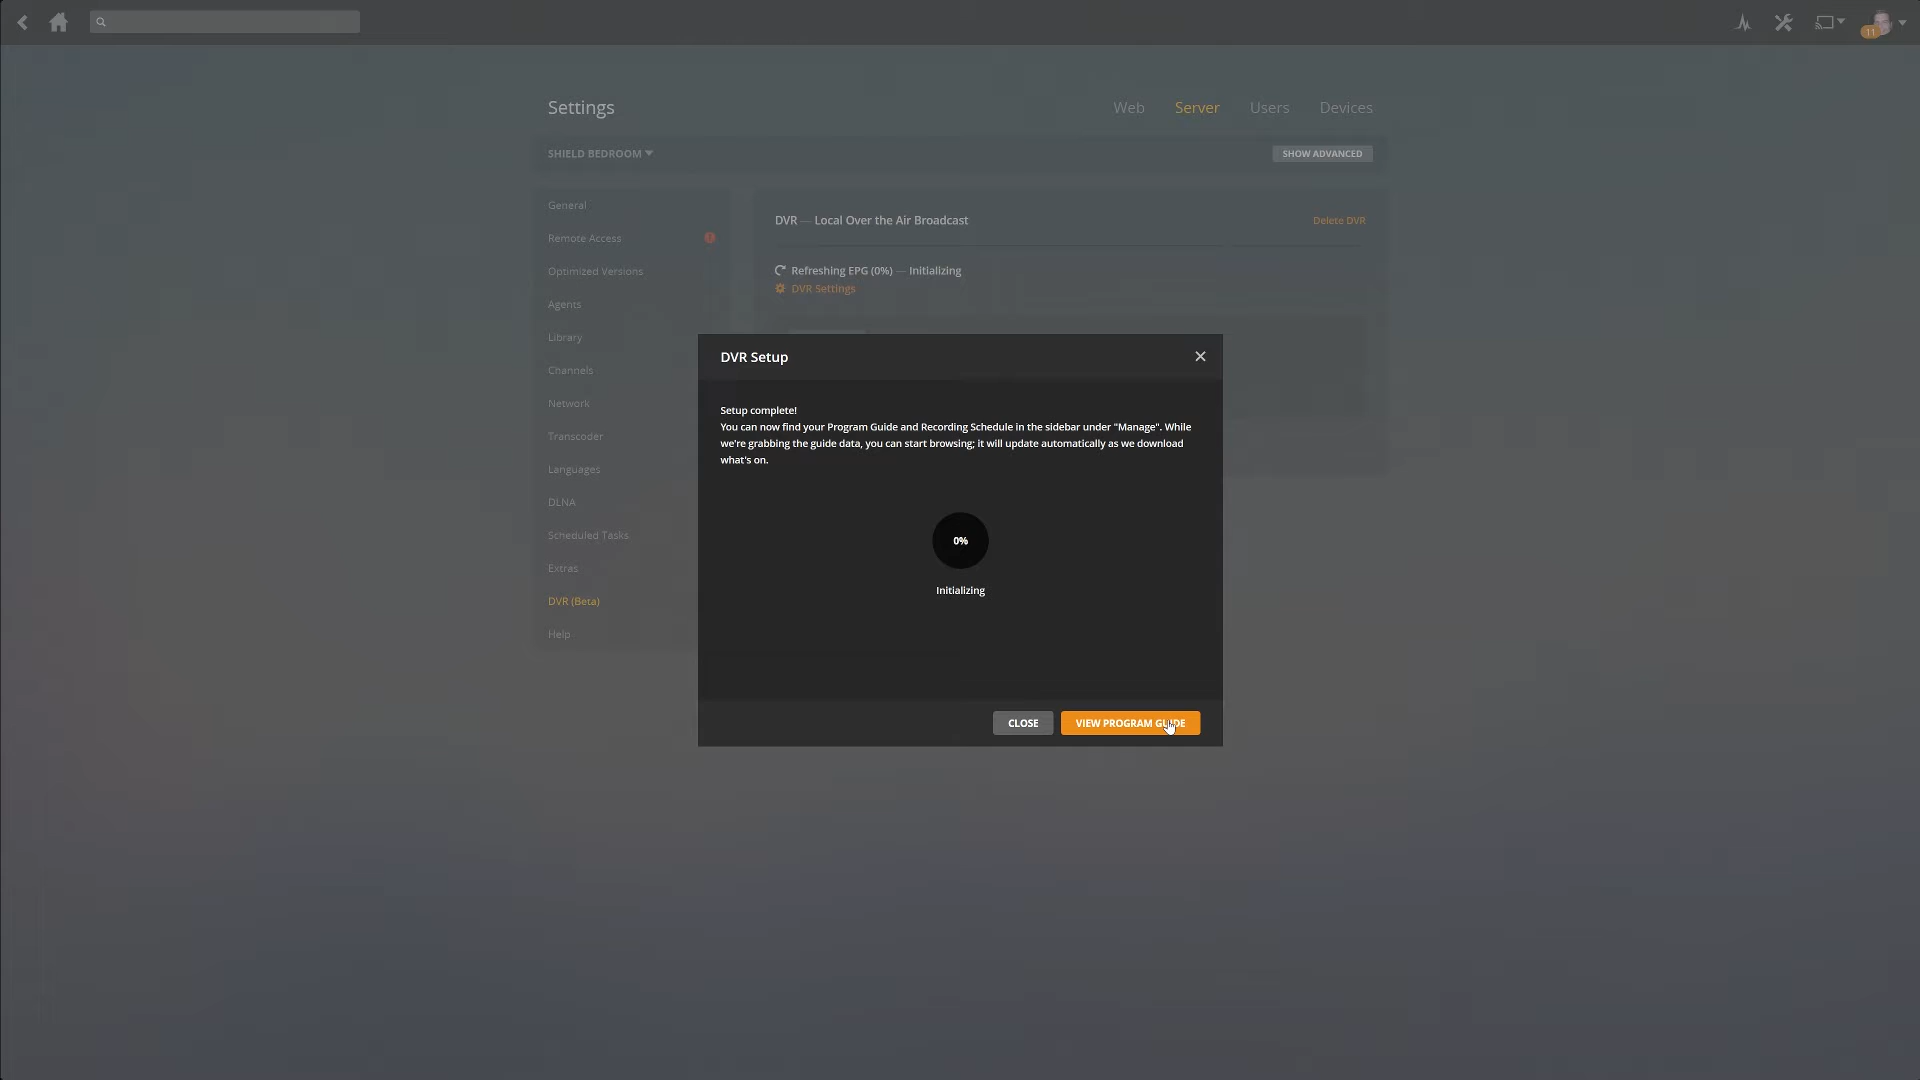 11
Settings
Web
Server
Users
Devices
SHIELD BEDROOM
SHOW ADVANCED
General
Remote Access
Optimized Versions
Agents
Library
Channels
Network
Transcoder
Languages
DLNA
Scheduled Tasks
Extras
DVR (Beta)
Help
DVR — Local Over the Air Broadcast
Delete DVR
Refreshing EPG (0%) — Initializing
DVR Settings
DVR Setup
Setup complete!
You can now find your Program Guide and Recording Schedule in the sidebar under "Manage". While
we're grabbing the guide data, you can start browsing; it will update automatically as we download
what's on.
0%
Initializing
CLOSE
VIEW PROGRAM GUIDE